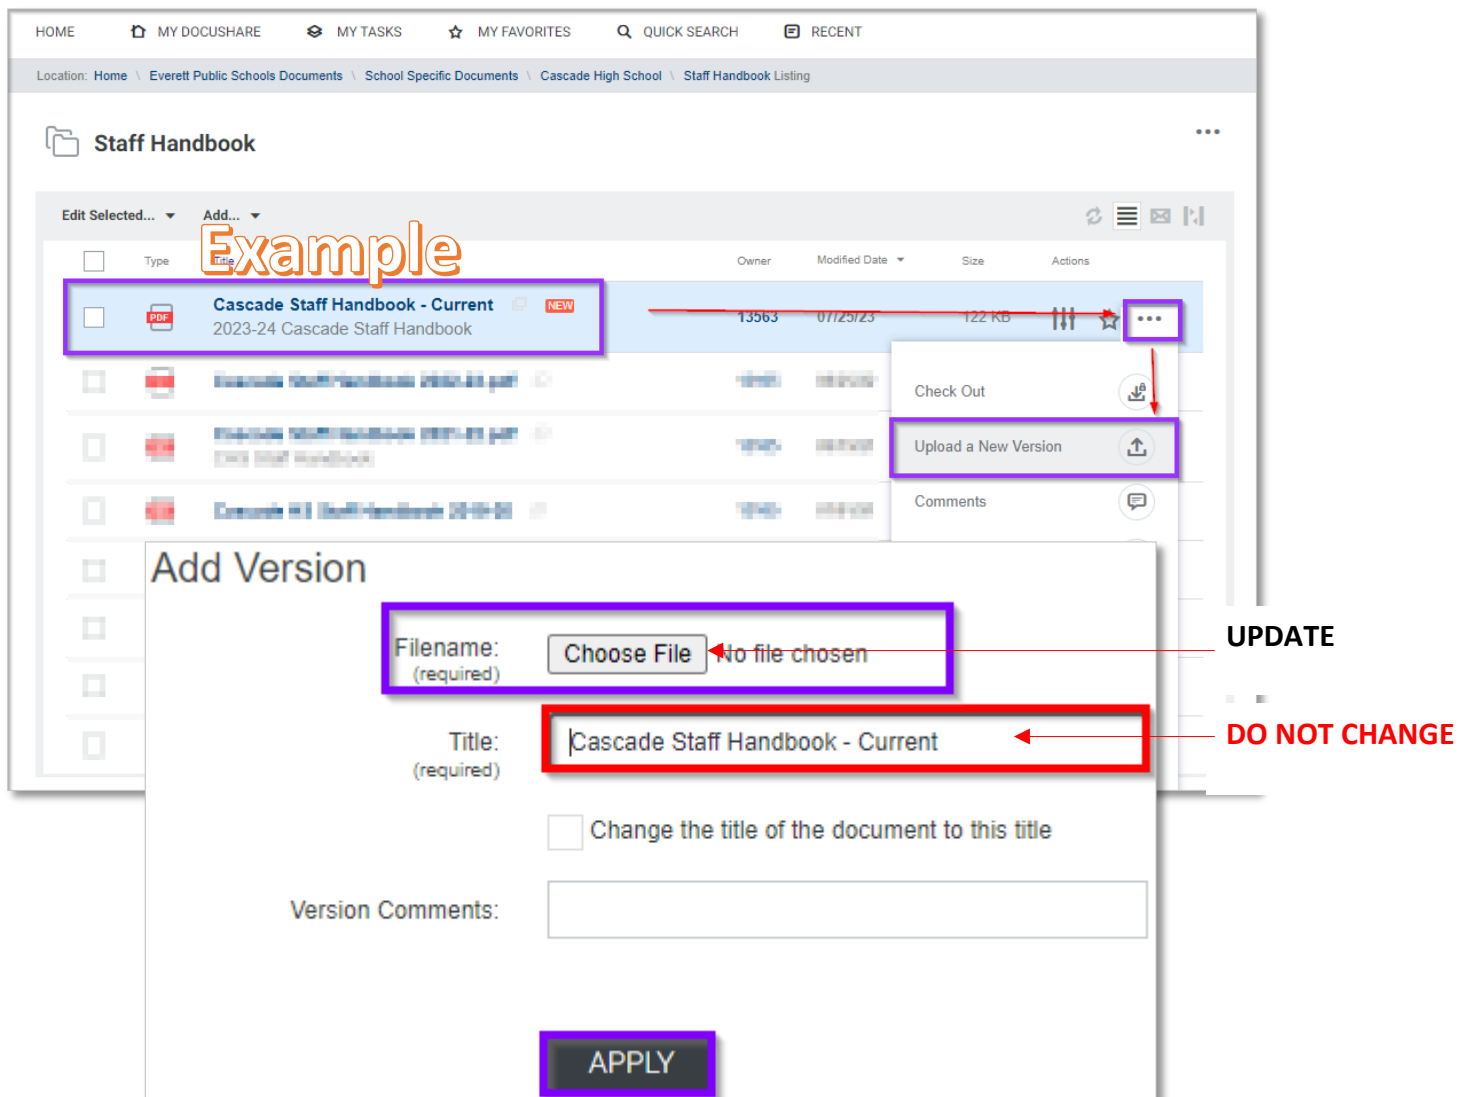 HOME MY DOCUSHARE MY TASKS MY FAVORITES QUICK SEARCH RECENT
Location: Home \ Everett Public Schools Documents \ School Specific Documents \ Cascade High School \ Staff Handbook Listing
Staff Handbook
Edit Selected... Add...
Example
Type Title Owner Modified Date Size Actions
PDF Cascade Staff Handbook - Current NEW 13563 07/25/23 122 KB
2023-24 Cascade Staff Handbook
Check Out
Upload a New Version
Comments
Add Version
Filename: Choose File No file chosen
(required)
UPDATE
Title: Cascade Staff Handbook - Current
(required)
DO NOT CHANGE
Change the title of the document to this title
Version Comments:
APPLY